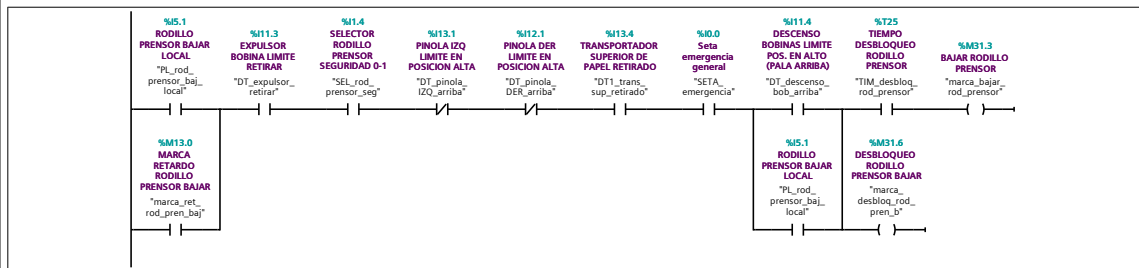 %I5.1
RODILLO
PRENSOR BAJAR
LOCAL
"PL_rod_
prensor_baj_
local"
%I11.3
EXPULSOR
BOBINA LIMITE
RETIRAR
"DT_expulsor_
retirar"
%I1.4
SELECTOR
RODILLO
PRENSOR
SEGURIDAD 0-1
"SEL_rod_
prensor_seg"
%I13.1
PINOLA IZQ
LIMITE EN
POSICION ALTA
"DT_pinola_
IZQ_arriba"
%I12.1
PINOLA DER
LIMITE EN
POSICION ALTA
"DT_pinola_
DER_arriba"
%I13.4
TRANSPORTADOR
SUPERIOR DE
PAPEL RETIRADO
"DT1_trans_
sup_retirado"
%I0.0
Seta
emergencia
general
"SETA_
emergencia"
%I11.4
DESCENSO
BOBINAS LIMITE
POS. EN ALTO
(PALA ARRIBA)
"DT_descenso_
bob_arriba"
%T25
TIEMPO
DESBLOQUEO
RODILLO
PRENSOR
"TIM_desbloq_
rod_prensor"
%M31.3
BAJAR RODILLO
PRENSOR
"marca_bajar_
rod_prensor"
%M13.0
MARCA
RETARDO
RODILLO
PRENSOR BAJAR
"marca_ret_
rod_pren_baj"
%I5.1
RODILLO
PRENSOR BAJAR
LOCAL
"PL_rod_
prensor_baj_
local"
%M31.6
DESBLOQUEO
RODILLO
PRENSOR BAJAR
"marca_
desbloq_rod_
pren_b"